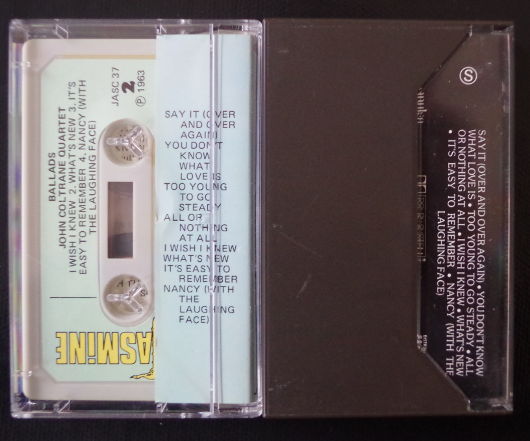 BALLADS
JOHN COLTRANE QUARTET
I WISH I KNEW 2. WHAT'S NEW 3. IT'S
EASY TO REMEMBER 4. NANCY (WITH
THE LAUGHING FACE)
JASC 37
2
℗ 1963
ASMiNE
SAY IT (OVER
AND OVER
AGAIN)
YOU DON'T
KNOW
WHAT
LOVE IS
TOO YOUNG
TO GO
STEADY
ALL OR
NOTHING
AT ALL
I WISH I KNEW
WHAT'S NEW
IT'S EASY TO
REMEMBER
NANCY (WITH
THE
LAUGHING
FACE)
Ⓢ
SAY IT (OVER AND OVER AGAIN) • YOU DON'T KNOW
WHAT LOVE IS • TOO YOUNG TO GO STEADY • ALL
OR NOTHING AT ALL • I WISH I KNEW • WHAT'S NEW
• IT'S EASY TO REMEMBER • NANCY (WITH THE
LAUGHING FACE)